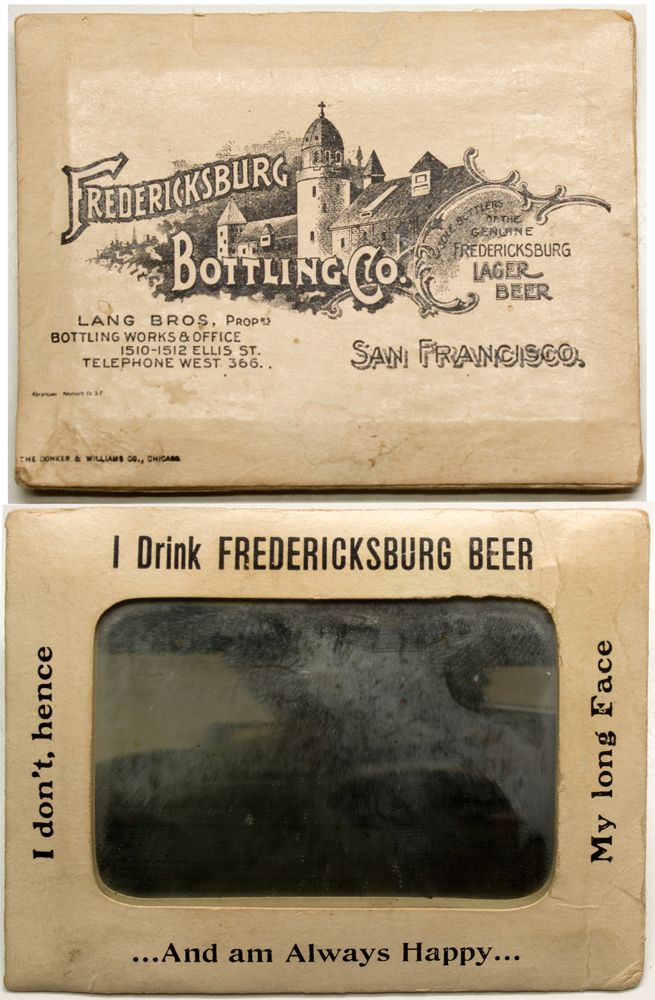 FREDERICKSBURG
BOTTLING CO.
SOLE BOTTLERS
OF THE
GENUINE
FREDERICKSBURG
LAGER
BEER
LANG BROS, PROPRS
BOTTLING WORKS & OFFICE
1510-1512 ELLIS ST.
TELEPHONE WEST 366..
SAN FRANCISCO.
THE DONKER & WILLIAMS CO., CHICAGO.
I Drink FREDERICKSBURG BEER
I don't, hence
My long Face
...And am Always Happy...